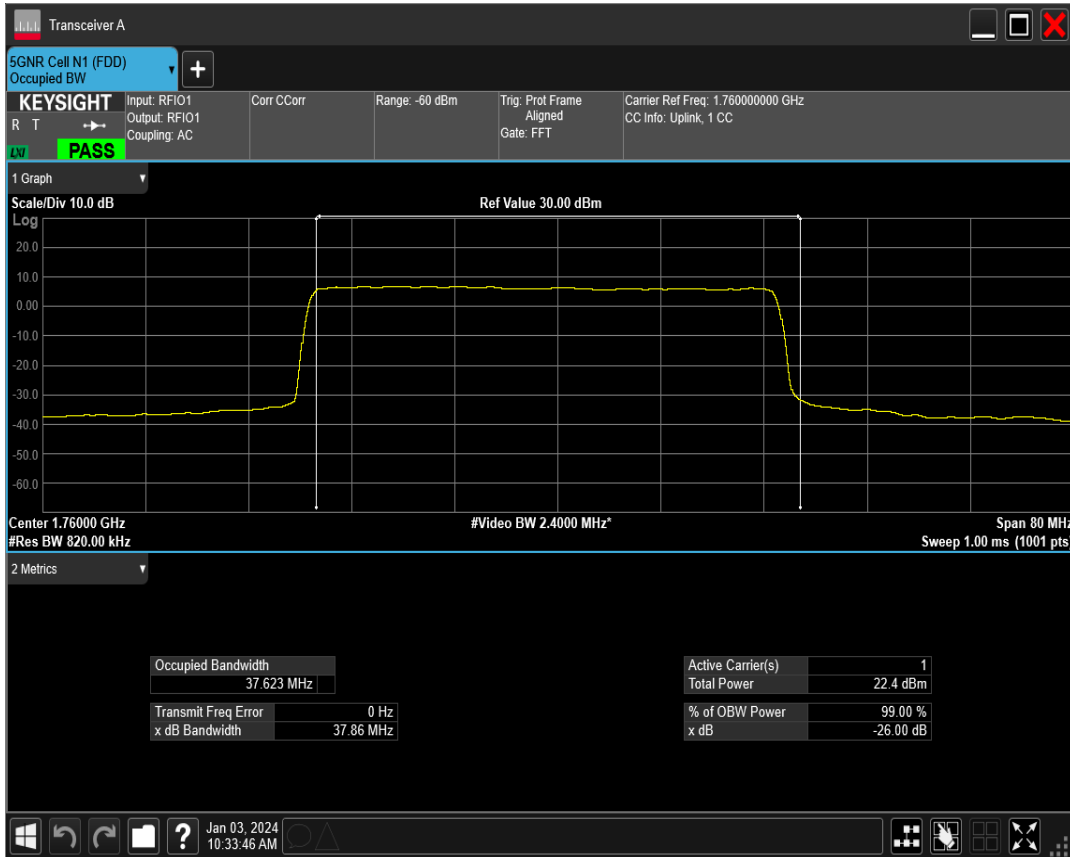 Transceiver A
5GNR Cell N1 (FDD)
Occupied BW
+
KEYSIGHT
R T
LXI
PASS
Input: RFIO1
Output: RFIO1
Coupling: AC
Corr CCorr
Range: -60 dBm
Trig: Prot Frame
Aligned
Gate: FFT
Carrier Ref Freq: 1.760000000 GHz
CC Info: Uplink, 1 CC
1 Graph
Scale/Div 10.0 dB
Ref Value 30.00 dBm
Log
20.0
10.0
0.00
-10.0
-20.0
-30.0
-40.0
-50.0
-60.0
Center 1.76000 GHz
#Video BW 2.4000 MHz*
Span 80 MHz
#Res BW 820.00 kHz
Sweep 1.00 ms (1001 pts)
2 Metrics
Occupied Bandwidth
37.623 MHz
Transmit Freq Error 0 Hz
x dB Bandwidth 37.86 MHz
Active Carrier(s) 1
Total Power 22.4 dBm
% of OBW Power 99.00 %
x dB -26.00 dB
?
Jan 03, 2024
10:33:46 AM